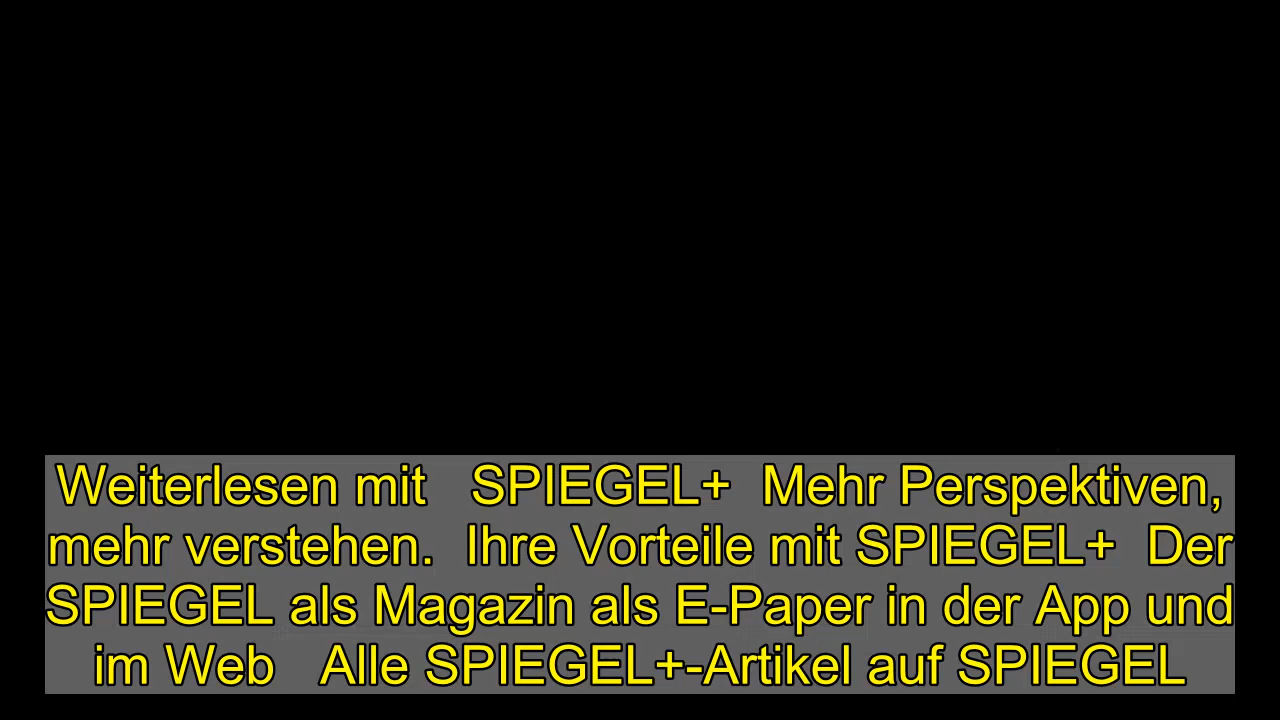 Weiterlesen mit   SPIEGEL+  Mehr Perspektiven,
mehr verstehen.  Ihre Vorteile mit SPIEGEL+  Der
SPIEGEL als Magazin als E-Paper in der App und
im Web   Alle SPIEGEL+-Artikel auf SPIEGEL